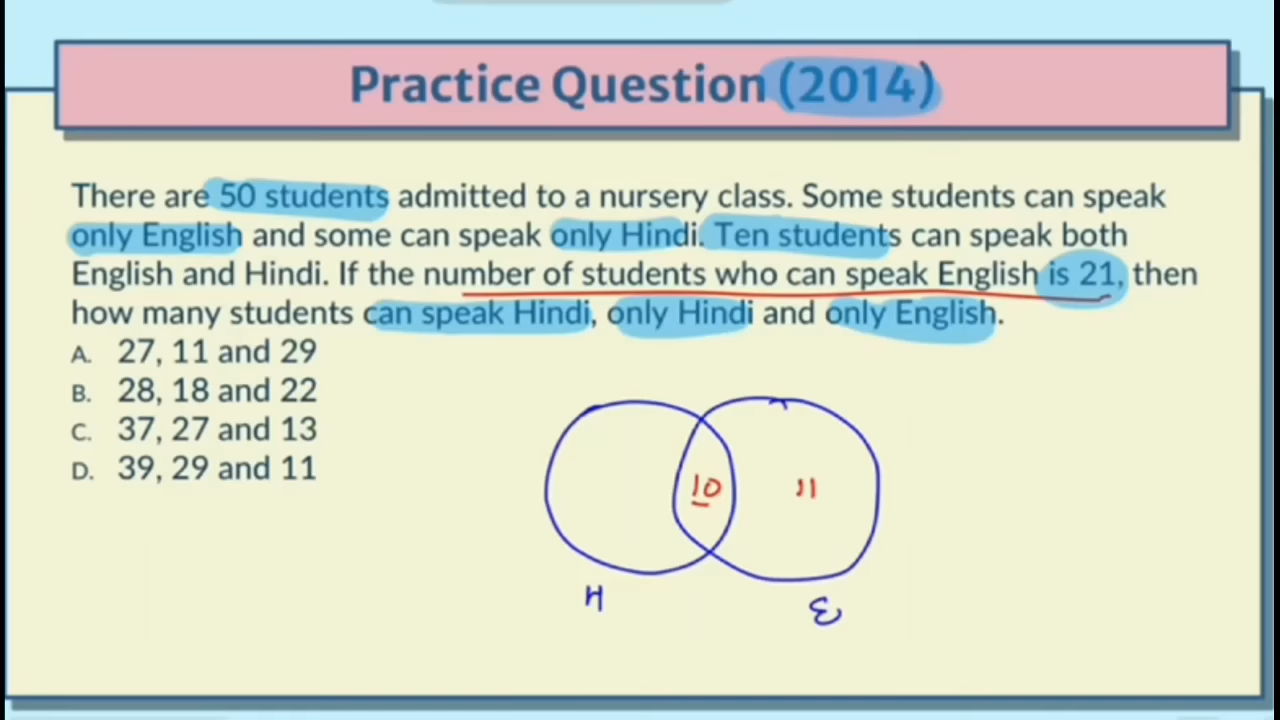 Practice Question (2014)
There are 50 students admitted to a nursery class. Some students can speak
only English and some can speak only Hindi. Ten students can speak both
English and Hindi. If the number of students who can speak English is 21, then
how many students can speak Hindi, only Hindi and only English.
A. 27, 11 and 29
B. 28, 18 and 22
C. 37, 27 and 13
D. 39, 29 and 11
10 11
H E